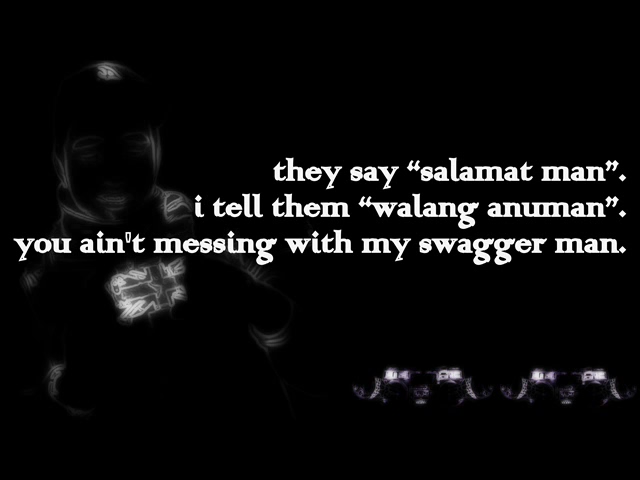 they say “salamat man”.
i tell them “walang anuman”.
you ain't messing with my swagger man.